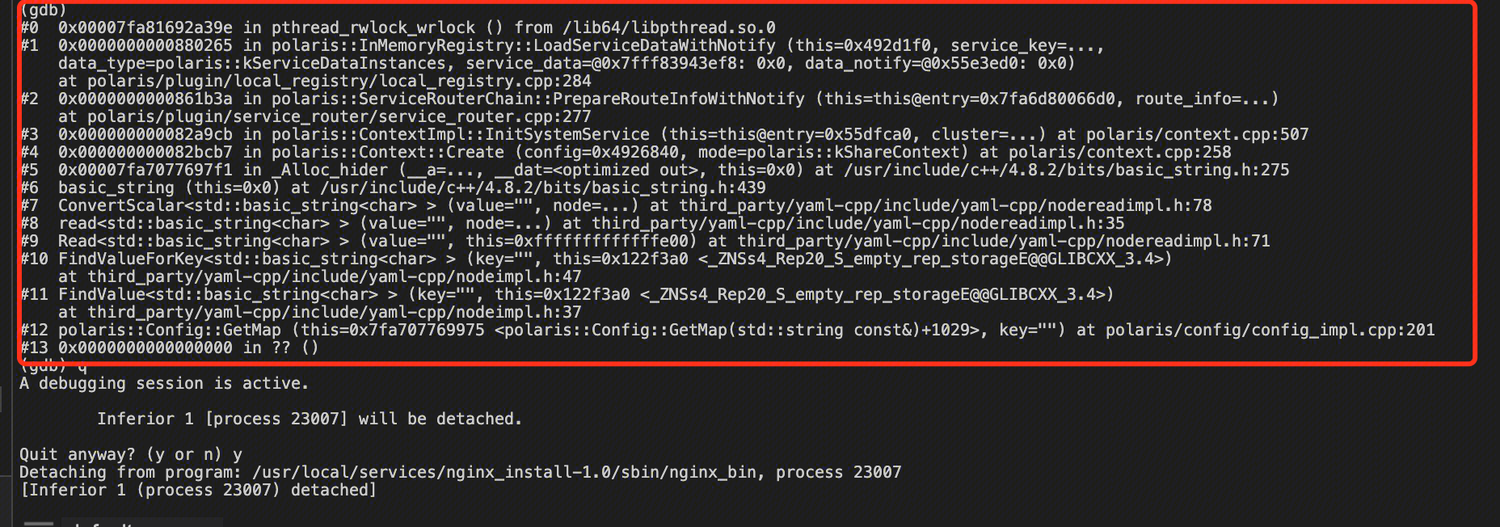 (gdb)
#0  0x00007fa81692a39e in pthread_rwlock_wrlock () from /lib64/libpthread.so.0
#1  0x0000000000880265 in polaris::InMemoryRegistry::LoadServiceDataWithNotify (this=0x492d1f0, service_key=...,
    data_type=polaris::kServiceDataInstances, service_data=@0x7fff83943ef8: 0x0, data_notify=@0x55e3ed0: 0x0)
    at polaris/plugin/local_registry/local_registry.cpp:284
#2  0x0000000000861b3a in polaris::ServiceRouterChain::PrepareRouteInfoWithNotify (this=this@entry=0x7fa6d80066d0, route_info=...)
    at polaris/plugin/service_router/service_router.cpp:277
#3  0x000000000082a9cb in polaris::ContextImpl::InitSystemService (this=this@entry=0x55dfca0, cluster=...) at polaris/context.cpp:507
#4  0x000000000082bcb7 in polaris::Context::Create (config=0x4926840, mode=polaris::kShareContext) at polaris/context.cpp:258
#5  0x00007fa7077697f1 in _Alloc_hider (__a=..., __dat=<optimized out>, this=0x0) at /usr/include/c++/4.8.2/bits/basic_string.h:275
#6  basic_string (this=0x0) at /usr/include/c++/4.8.2/bits/basic_string.h:439
#7  ConvertScalar<std::basic_string<char> > (value="", node=...) at third_party/yaml-cpp/include/yaml-cpp/nodereadimpl.h:78
#8  read<std::basic_string<char> > (value="", node=...) at third_party/yaml-cpp/include/yaml-cpp/nodereadimpl.h:35
#9  Read<std::basic_string<char> > (value="", this=0xfffffffffffffe00) at third_party/yaml-cpp/include/yaml-cpp/nodereadimpl.h:71
#10 FindValueForKey<std::basic_string<char> > (key="", this=0x122f3a0 <_ZNSs4_Rep20_S_empty_rep_storageE@@GLIBCXX_3.4>)
    at third_party/yaml-cpp/include/yaml-cpp/nodeimpl.h:47
#11 FindValue<std::basic_string<char> > (key="", this=0x122f3a0 <_ZNSs4_Rep20_S_empty_rep_storageE@@GLIBCXX_3.4>)
    at third_party/yaml-cpp/include/yaml-cpp/nodeimpl.h:37
#12 polaris::Config::GetMap (this=0x7fa707769975 <polaris::Config::GetMap(std::string const&)+1029>, key="") at polaris/config/config_impl.cpp:201
#13 0x0000000000000000 in ?? ()
(gdb) q
A debugging session is active.
        Inferior 1 [process 23007] will be detached.
Quit anyway? (y or n) y
Detaching from program: /usr/local/services/nginx_install-1.0/sbin/nginx_bin, process 23007
[Inferior 1 (process 23007) detached]